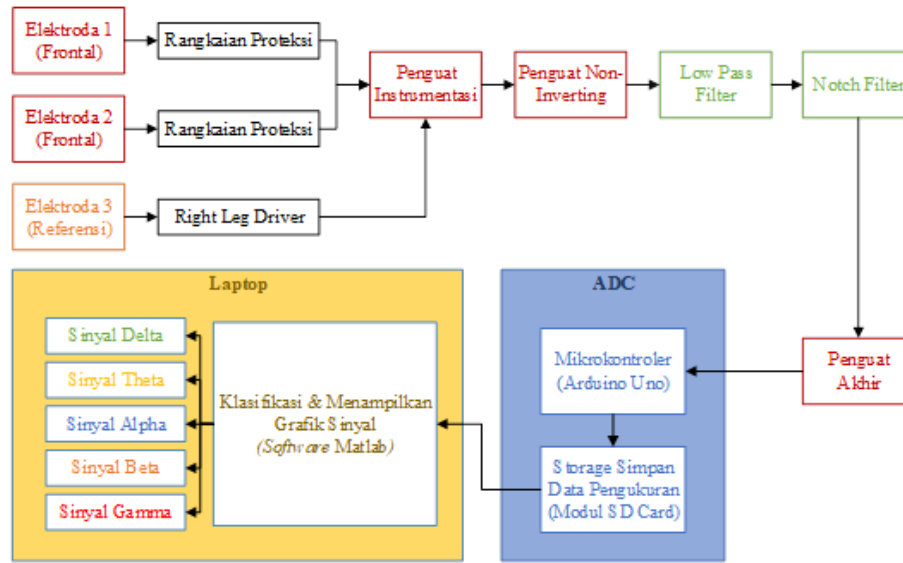 Elektroda 1
(Frontal)
Rangkaian Proteksi
Penguat
Instrumentasi
Penguat Non-
Inverting
Low Pass
Filter
Notch Filter
Elektroda 2
(Frontal)
Rangkaian Proteksi
Elektroda 3
(Referensi)
Right Leg Driver
Laptop
Sinyal Delta
Sinyal Theta
Sinyal Alpha
Sinyal Beta
Sinyal Gamma
Klasifikasi & Menampilkan
Grafik Sinyal
(Software Matlab)
ADC
Mikrokontroler
(Arduino Uno)
Storage Simpan
Data Pengukuran
(Modul SD Card)
Penguat
Akhir